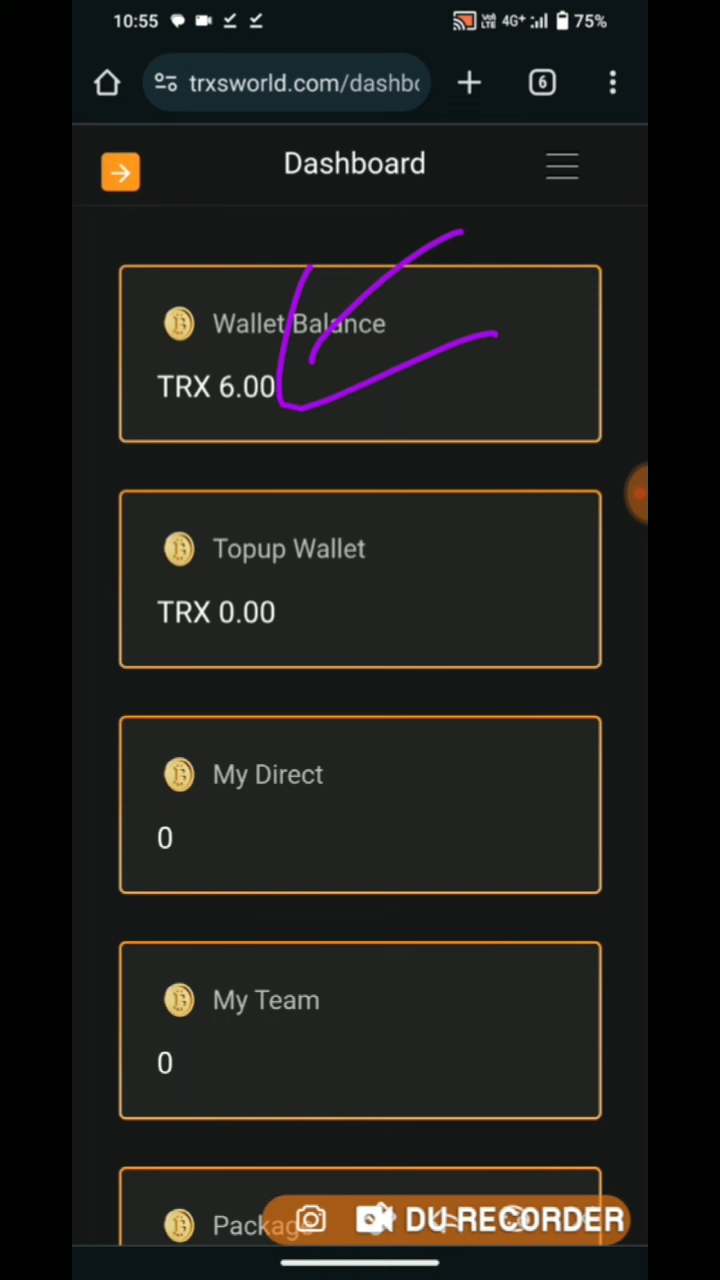 10:55 VoLTE 4G+ 75%
trxsworld.com/dashbo
6
Dashboard
Wallet Balance
TRX 6.00
Topup Wallet
TRX 0.00
My Direct
0
My Team
0
Package
DU RECORDER